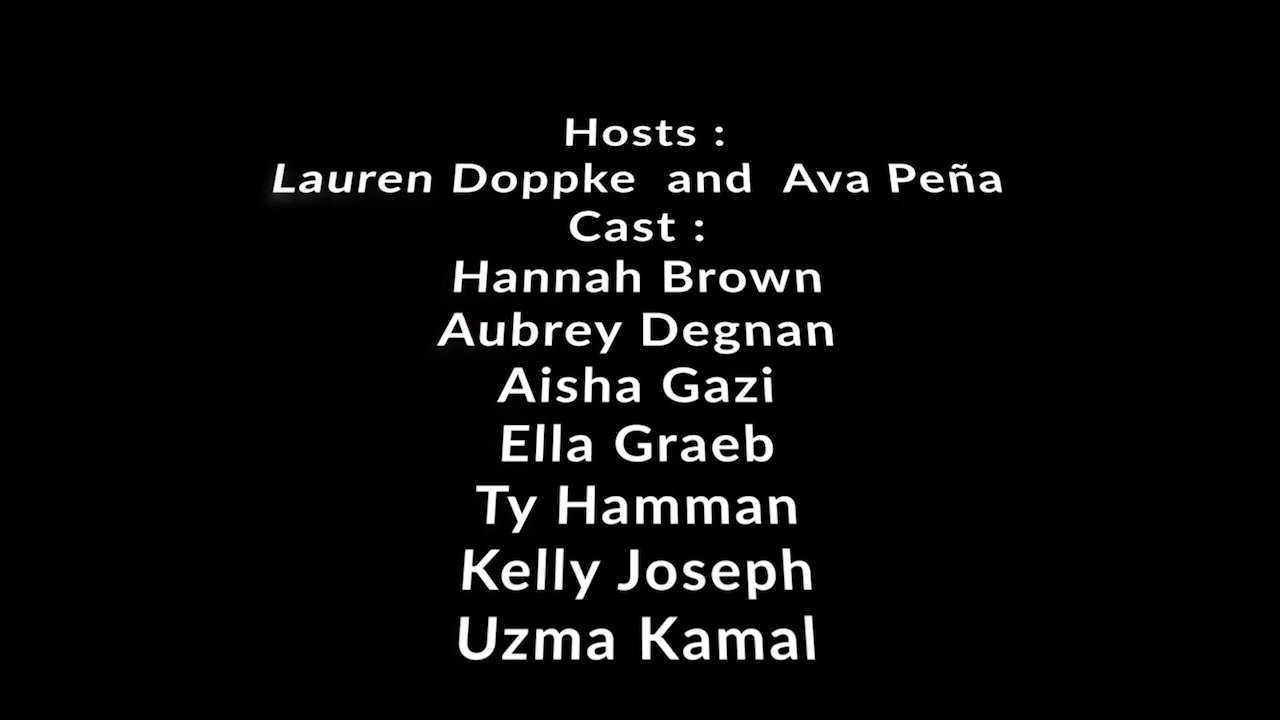 Hosts :
Lauren Doppke and Ava Peña
Cast :
Hannah Brown
Aubrey Degnan
Aisha Gazi
Ella Graeb
Ty Hamman
Kelly Joseph
Uzma Kamal